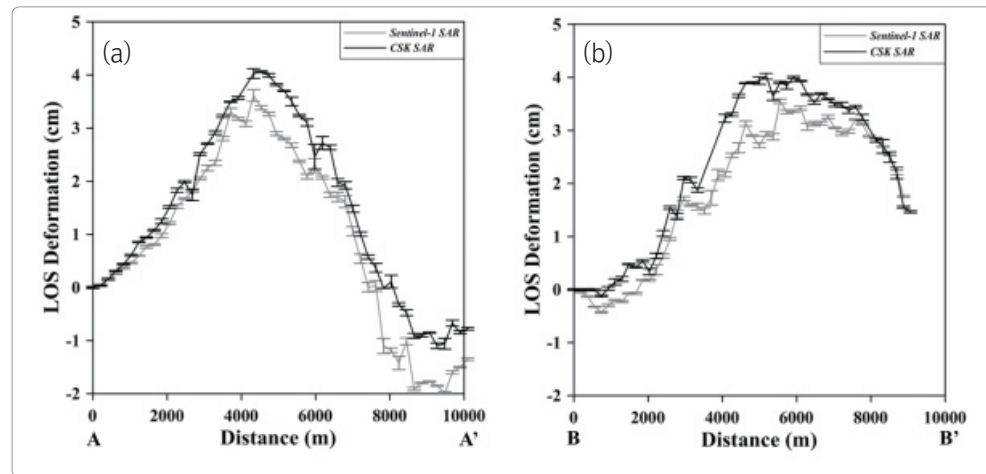 (a)
Sentinel-1 SAR
CSK SAR
LOS Deformation (cm)
5
4
3
2
1
0
-1
-2
0 2000 4000 6000 8000 10000
A Distance (m) A'
(b)
Sentinel-1 SAR
CSK SAR
LOS Deformation (cm)
5
4
3
2
1
0
-1
-2
0 2000 4000 6000 8000 10000
B Distance (m) B'